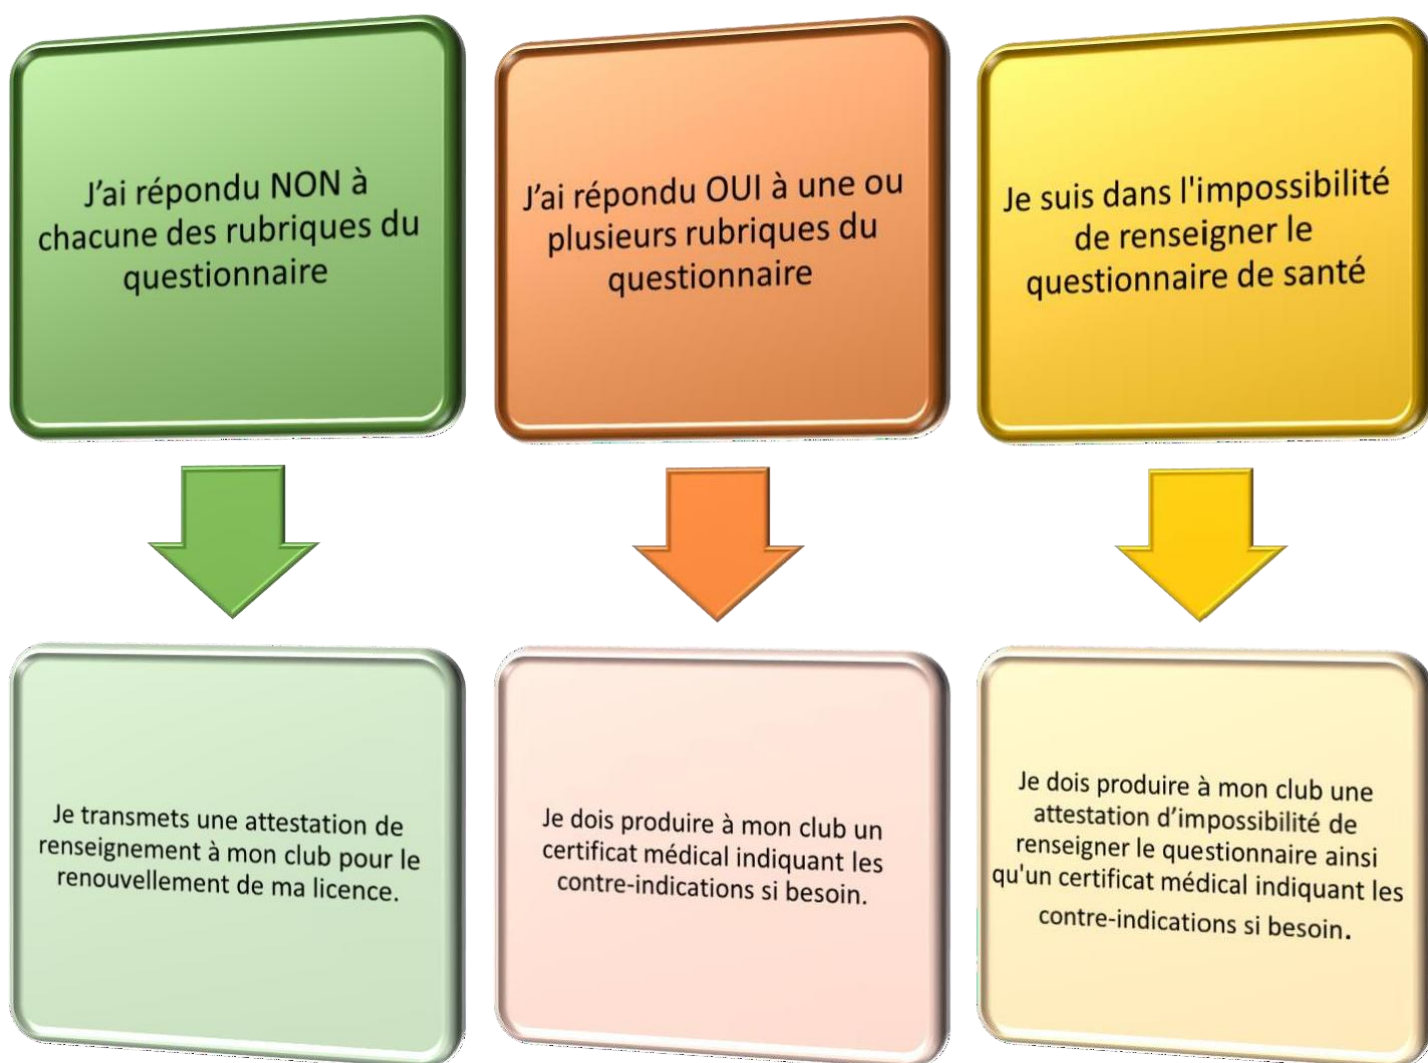 J'ai répondu NON à
chacune des rubriques du
questionnaire
J'ai répondu OUI à une ou
plusieurs rubriques du
questionnaire
Je suis dans l'impossibilité
de renseigner le
questionnaire de santé
Je transmets une attestation de
renseignement à mon club pour le
renouvellement de ma licence.
Je dois produire à mon club un
certificat médical indiquant les
contre-indications si besoin.
Je dois produire à mon club une
attestation d'impossibilité de
renseigner le questionnaire ainsi
qu'un certificat médical indiquant les
contre-indications si besoin.